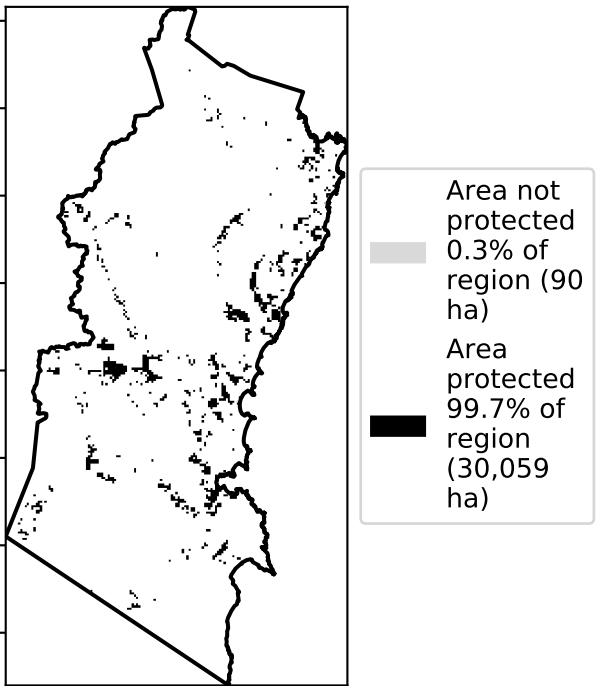 Area not
protected
0.3% of
region (90
ha)
Area
protected
99.7% of
region
(30,059
ha)